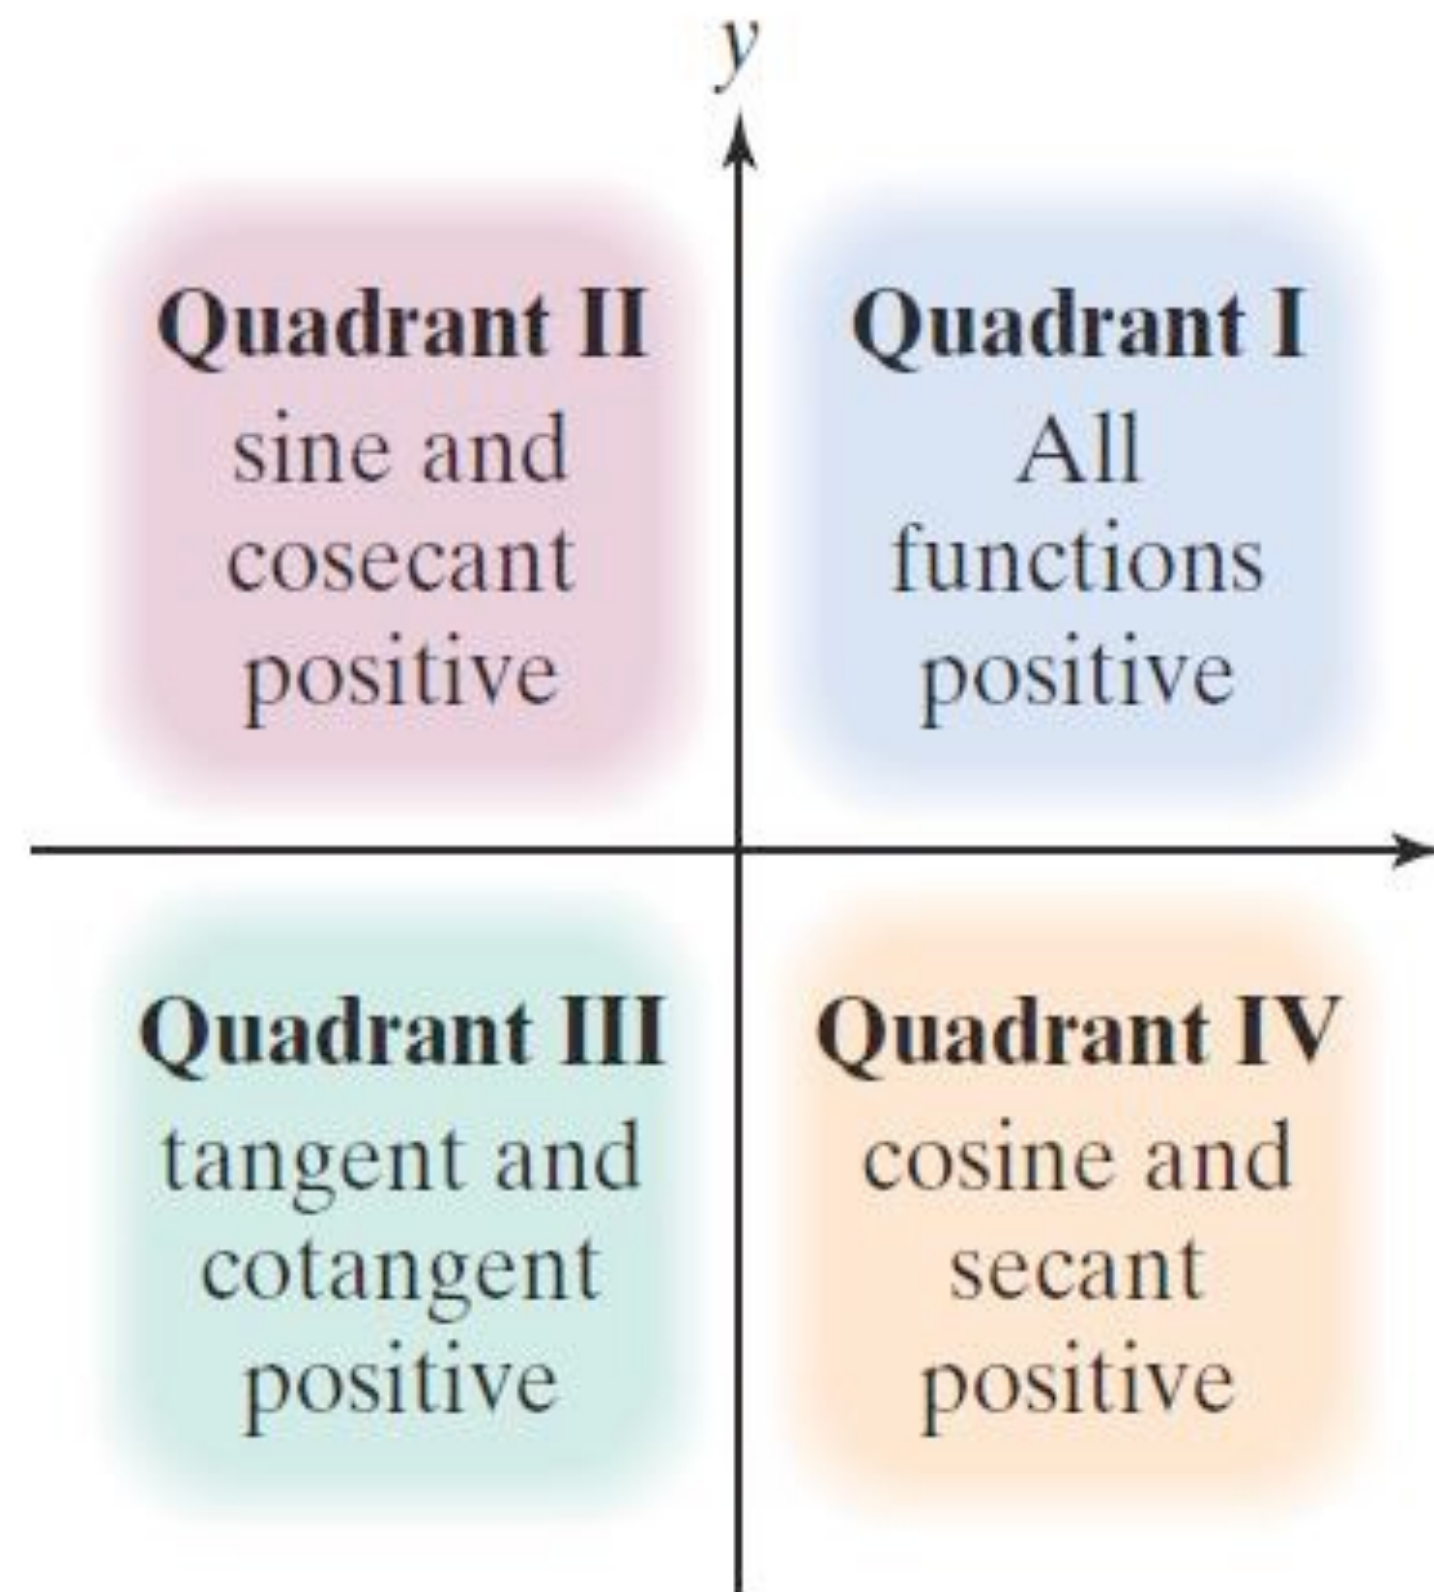 y
Quadrant II
sine and
cosecant
positive
Quadrant I
All
functions
positive
Quadrant III
tangent and
cotangent
positive
Quadrant IV
cosine and
secant
positive